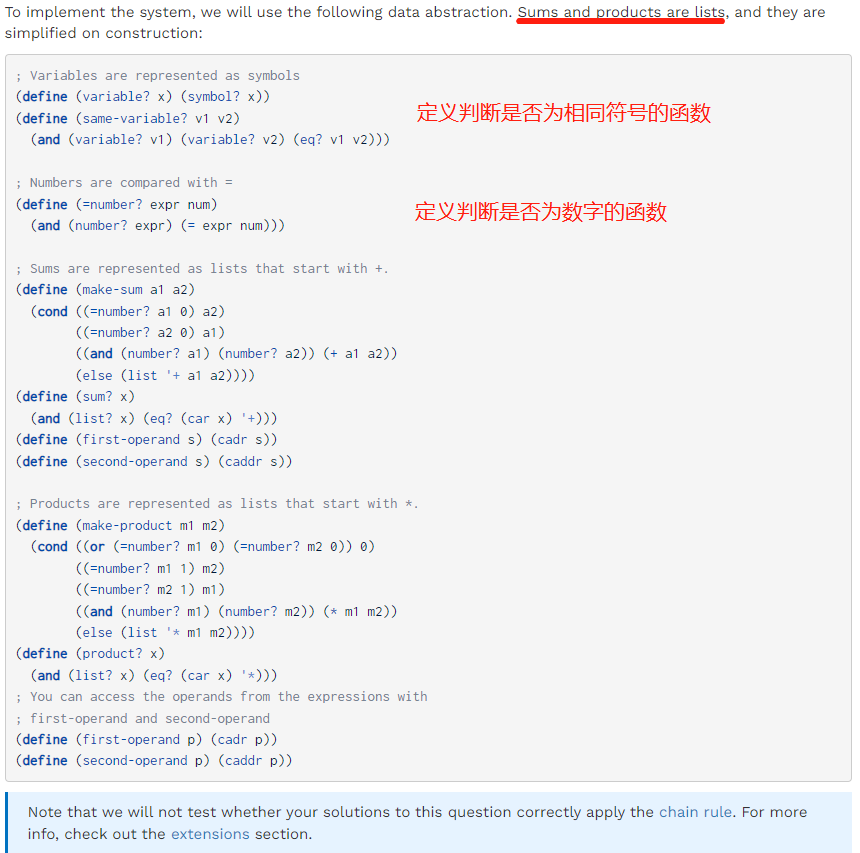 To implement the system, we will use the following data abstraction. Sums and products are lists, and they are
simplified on construction:
; Variables are represented as symbols
(define (variable? x) (symbol? x))
(define (same-variable? v1 v2)
  (and (variable? v1) (variable? v2) (eq? v1 v2)))
定义判断是否为相同符号的函数
; Numbers are compared with =
(define (=number? expr num)
  (and (number? expr) (= expr num)))
定义判断是否为数字的函数
; Sums are represented as lists that start with +.
(define (make-sum a1 a2)
  (cond ((=number? a1 0) a2)
        ((=number? a2 0) a1)
        ((and (number? a1) (number? a2)) (+ a1 a2))
        (else (list '+ a1 a2))))
(define (sum? x)
  (and (list? x) (eq? (car x) '+)))
(define (first-operand s) (cadr s))
(define (second-operand s) (caddr s))
; Products are represented as lists that start with *.
(define (make-product m1 m2)
  (cond ((or (=number? m1 0) (=number? m2 0)) 0)
        ((=number? m1 1) m2)
        ((=number? m2 1) m1)
        ((and (number? m1) (number? m2)) (* m1 m2))
        (else (list '* m1 m2))))
(define (product? x)
  (and (list? x) (eq? (car x) '*)))
; You can access the operands from the expressions with
; first-operand and second-operand
(define (first-operand p) (cadr p))
(define (second-operand p) (caddr p))
Note that we will not test whether your solutions to this question correctly apply the chain rule. For more
info, check out the extensions section.